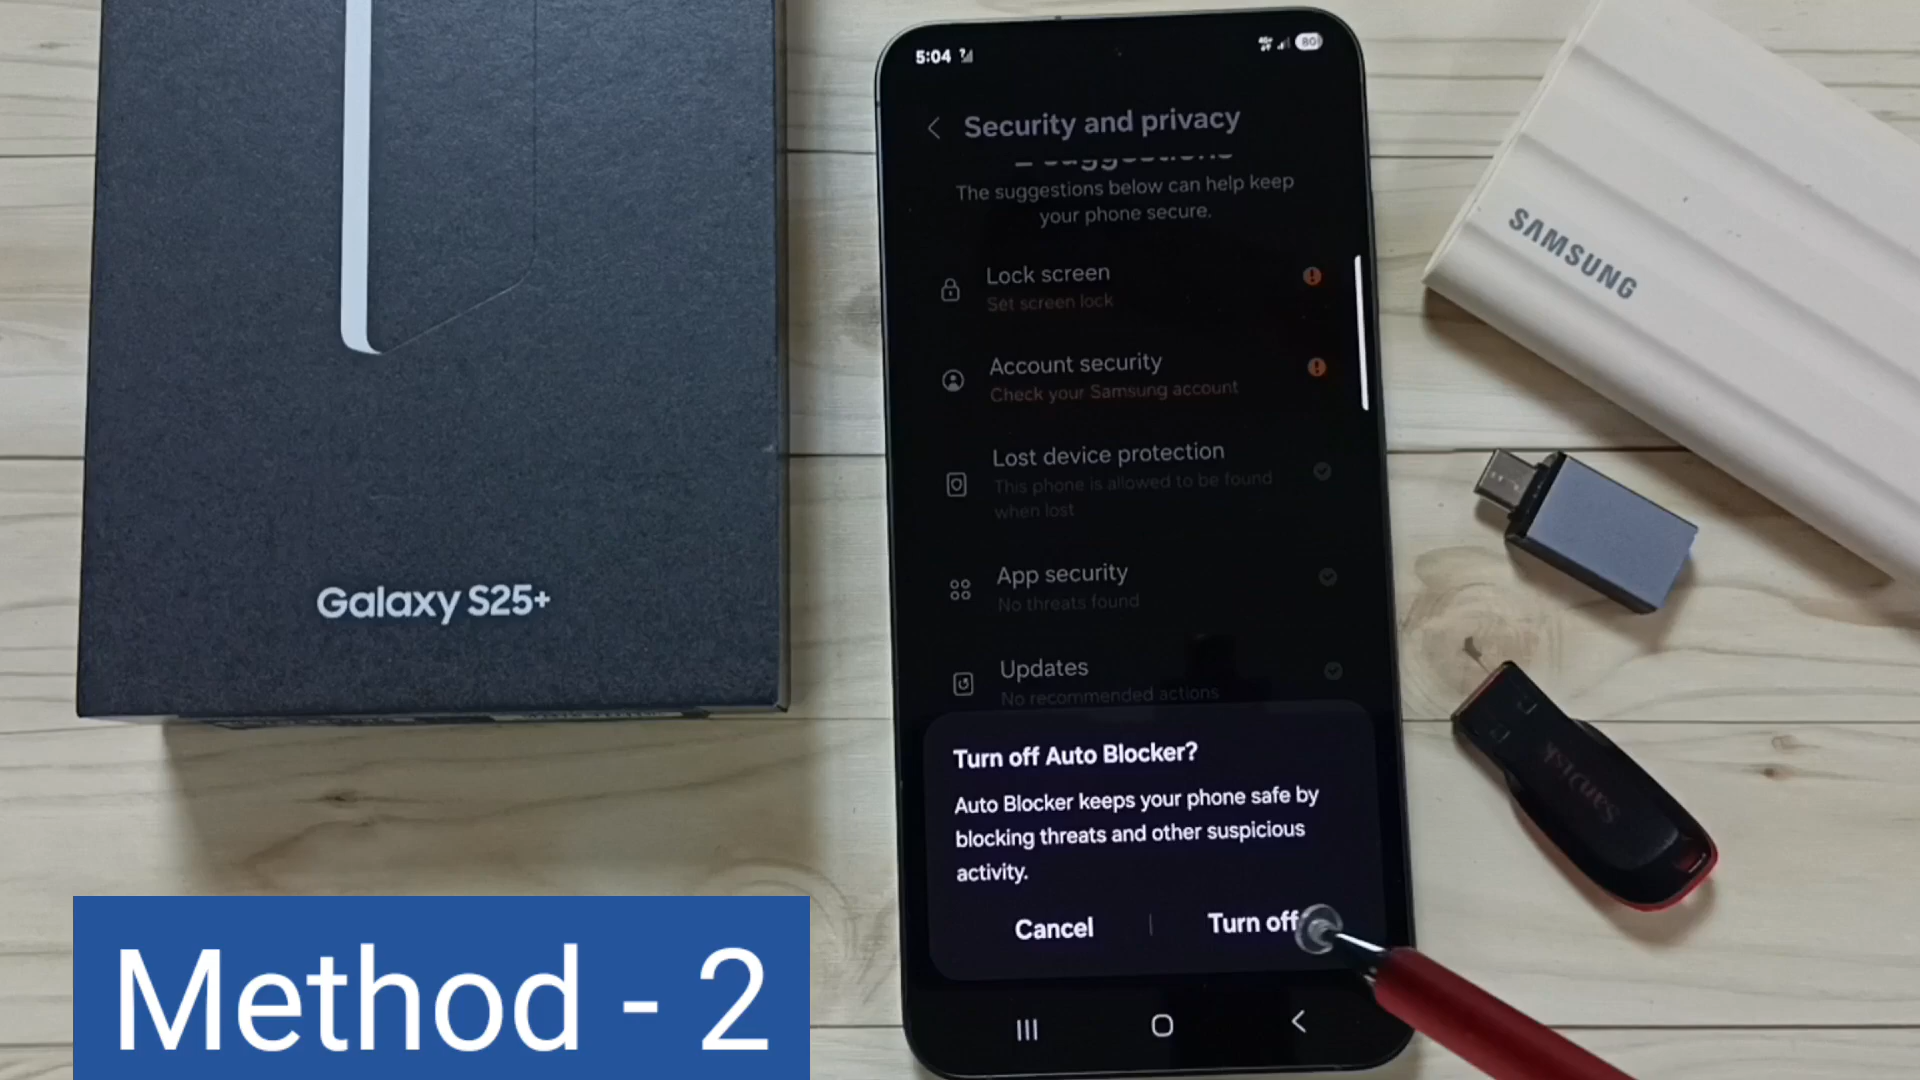 Galaxy S25+
5:04
80
Security and privacy
The suggestions below can help keep
your phone secure.
Lock screen
Set screen lock
Account security
Check your Samsung account
Lost device protection
This phone is allowed to be found
when lost
App security
No threats found
Updates
No recommended actions
Turn off Auto Blocker?
Auto Blocker keeps your phone safe by
blocking threats and other suspicious
activity.
Cancel
Turn off
SAMSUNG
SanDisk
Method - 2